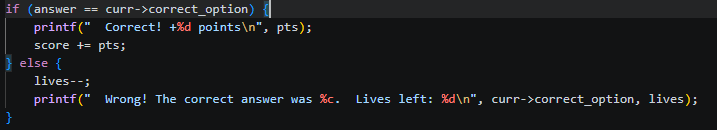 if (answer == curr->correct_option) {
    printf("  Correct! +%d points\n", pts);
    score += pts;
} else {
    lives--;
    printf("  Wrong! The correct answer was %c.  Lives left: %d\n", curr->correct_option, lives);
}